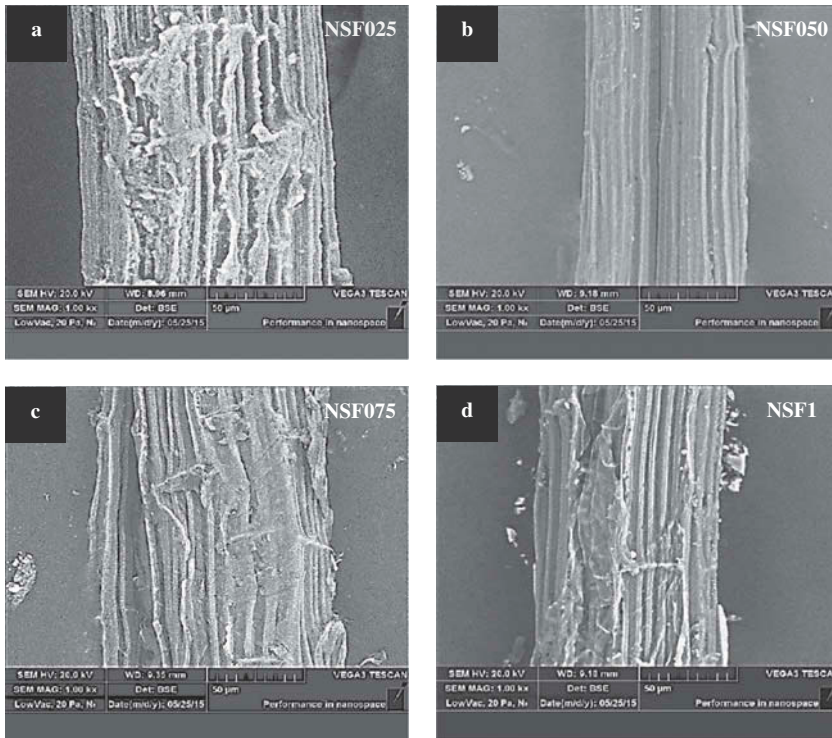 a NSF025
SEM HV: 20.0 kV WD: 8.06 mm VEGA3 TESCAN
SEM MAG: 1.00 kx Det: BSE 50 µm
LowVac, 20 Pa, N₂ Date(m/d/y): 05/25/15 Performance in nanospace
b NSF050
SEM HV: 20.0 kV WD: 9.18 mm VEGA3 TESCAN
SEM MAG: 1.00 kx Det: BSE 50 µm
LowVac, 20 Pa, N₂ Date(m/d/y): 05/25/15 Performance in nanospace
c NSF075
SEM HV: 20.0 kV WD: 9.35 mm VEGA3 TESCAN
SEM MAG: 1.00 kx Det: BSE 50 µm
LowVac, 20 Pa, N₂ Date(m/d/y): 05/25/15 Performance in nanospace
d NSF1
SEM HV: 20.0 kV WD: 9.18 mm VEGA3 TESCAN
SEM MAG: 1.00 kx Det: BSE 50 µm
LowVac, 20 Pa, N₂ Date(m/d/y): 05/25/15 Performance in nanospace